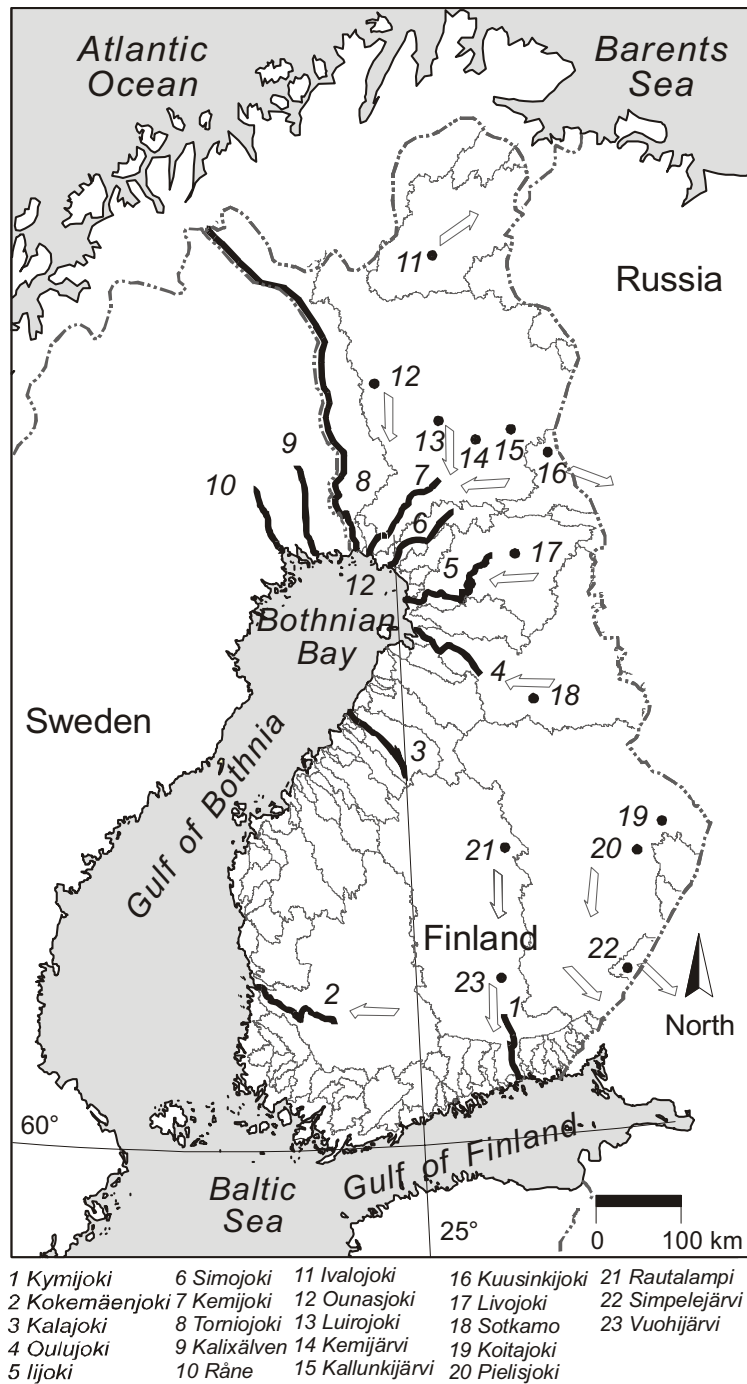 Atlantic
Ocean
Barents
Sea
11
Russia
12
13
14
15
16
9
10
8
7
6
5
17
12
Bothnian
Bay
4
18
Sweden
3
Gulf of Bothnia
19
20
21
Finland
22
23
1
2
North
60°
Gulf of Finland
Baltic
Sea
25°
0 100 km
1 Kymijoki
2 Kokemäenjoki
3 Kalajoki
4 Oulujoki
5 Iijoki
6 Simojoki
7 Kemijoki
8 Torniojoki
9 Kalixälven
10 Råne
11 Ivalojoki
12 Ounasjoki
13 Luirojoki
14 Kemijärvi
15 Kallunkijärvi
16 Kuusinkijoki
17 Livojoki
18 Sotkamo
19 Koitajoki
20 Pielisjoki
21 Rautalampi
22 Simpelejärvi
23 Vuohijärvi